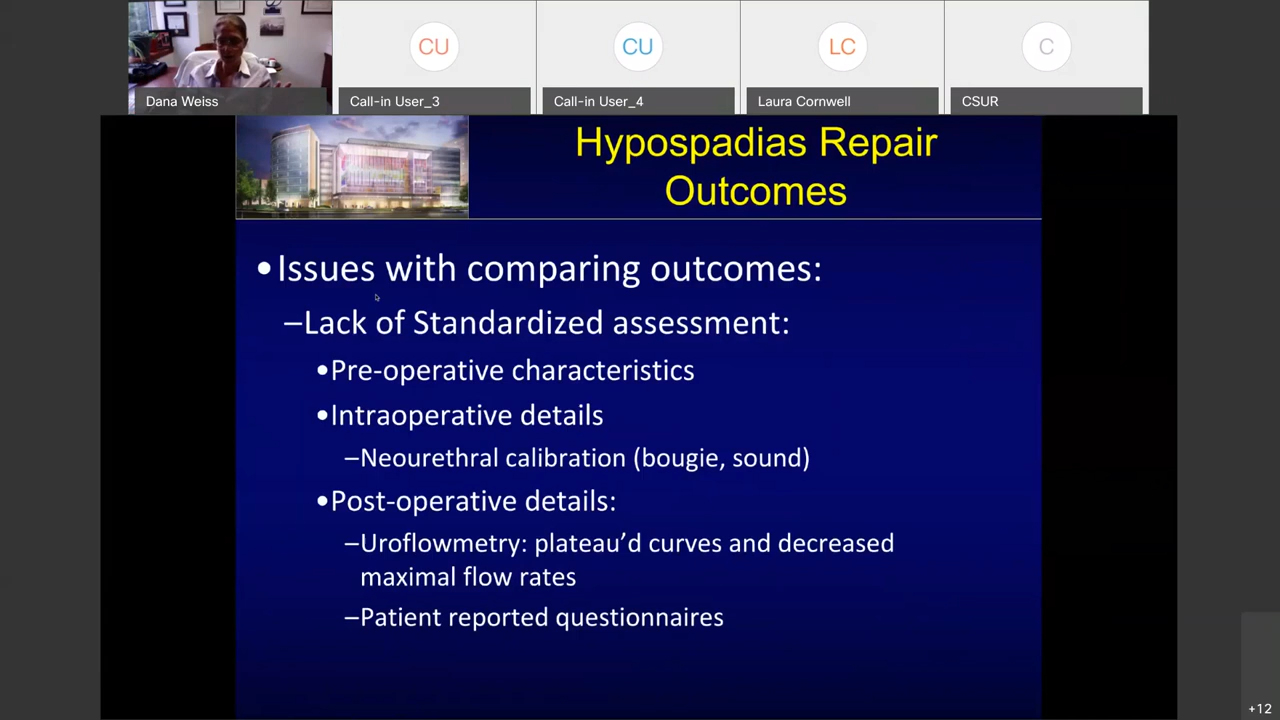 CU
CU
LC
C
Dana Weiss
Call-in User_3
Call-in User_4
Laura Cornwell
CSUR
Hypospadias Repair
Outcomes
•Issues with comparing outcomes:
–Lack of Standardized assessment:
•Pre-operative characteristics
•Intraoperative details
–Neourethral calibration (bougie, sound)
•Post-operative details:
–Uroflowmetry: plateau’d curves and decreased
maximal flow rates
–Patient reported questionnaires
+12